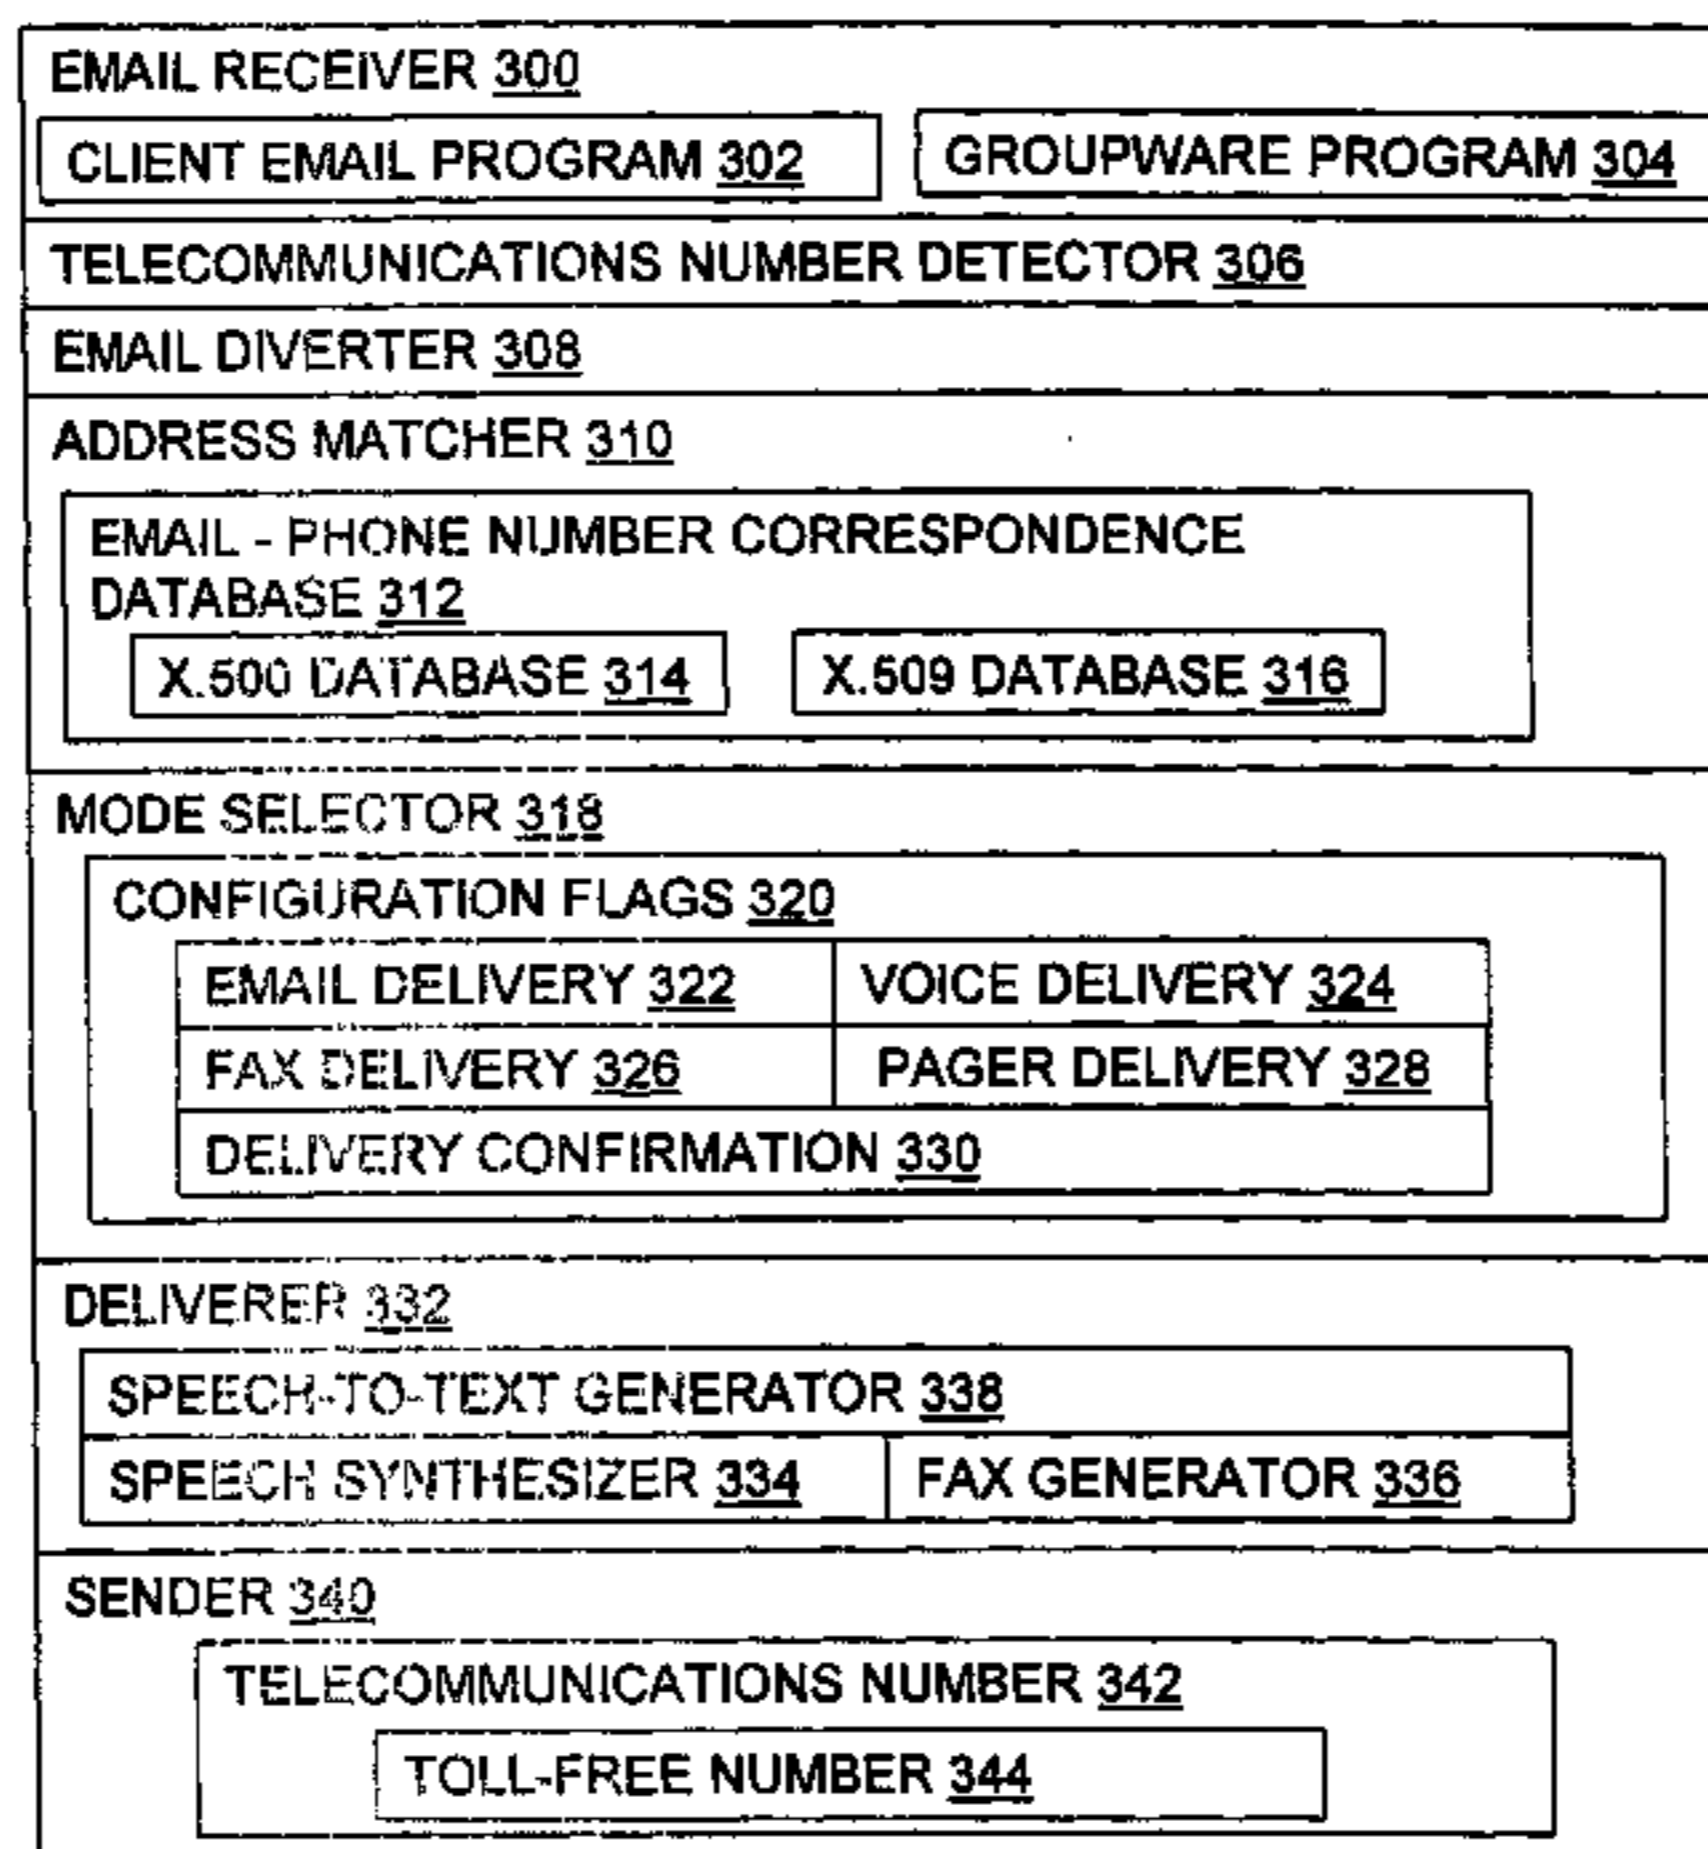 EMAIL RECEIVER 300
CLIENT EMAIL PROGRAM 302
GROUPWARE PROGRAM 304
TELECOMMUNICATIONS NUMBER DETECTOR 306
EMAIL DIVERTER 308
ADDRESS MATCHER 310
EMAIL - PHONE NUMBER CORRESPONDENCE
DATABASE 312
X.500 DATABASE 314
X.509 DATABASE 316
MODE SELECTOR 318
CONFIGURATION FLAGS 320
EMAIL DELIVERY 322
VOICE DELIVERY 324
FAX DELIVERY 326
PAGER DELIVERY 328
DELIVERY CONFIRMATION 330
DELIVERER 332
SPEECH-TO-TEXT GENERATOR 338
SPEECH SYNTHESIZER 334
FAX GENERATOR 336
SENDER 340
TELECOMMUNICATIONS NUMBER 342
TOLL-FREE NUMBER 344